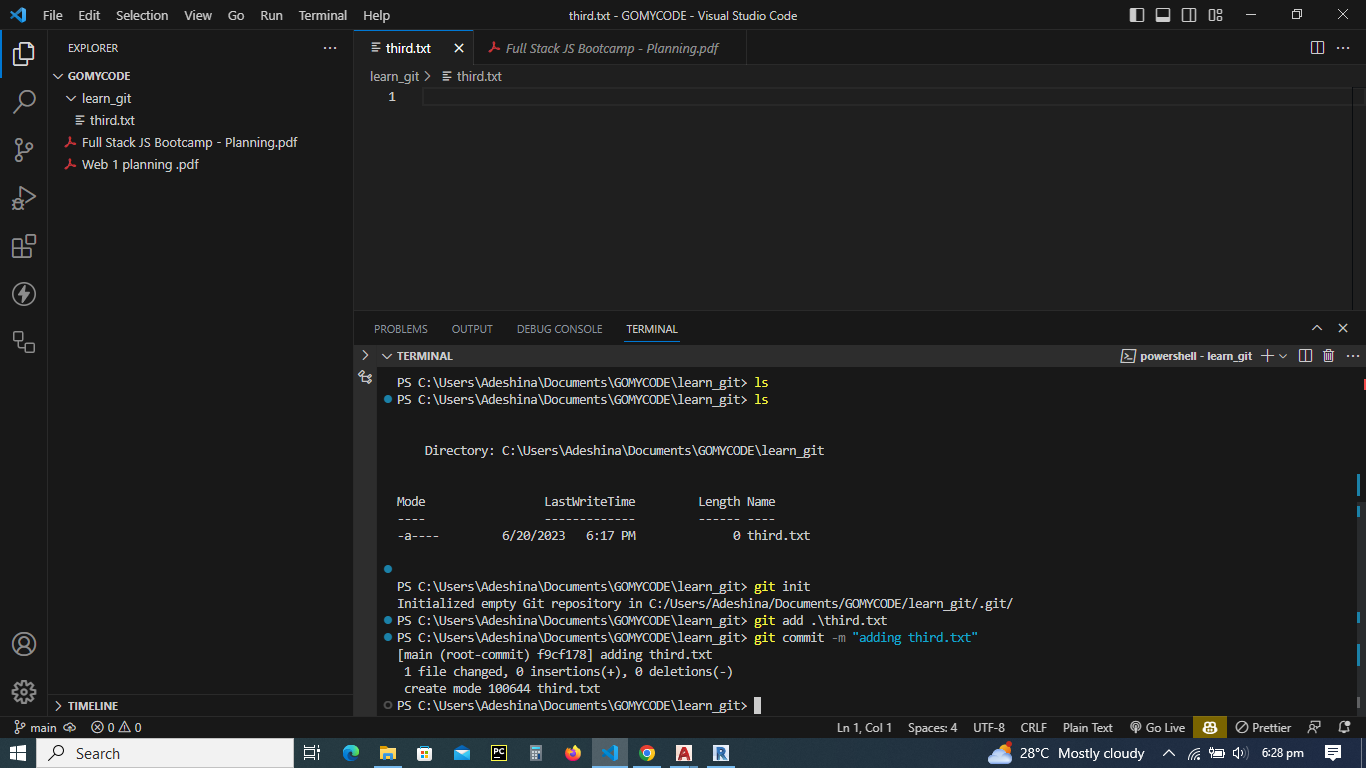 File Edit Selection View Go Run Terminal Help
third.txt - GOMYCODE - Visual Studio Code
EXPLORER
GOMYCODE
learn_git
third.txt
Full Stack JS Bootcamp - Planning.pdf
Web 1 planning .pdf
TIMELINE
third.txt
Full Stack JS Bootcamp - Planning.pdf
learn_git > third.txt
1
PROBLEMS OUTPUT DEBUG CONSOLE TERMINAL
TERMINAL
powershell - learn_git
PS C:\Users\Adeshina\Documents\GOMYCODE\learn_git> ls
PS C:\Users\Adeshina\Documents\GOMYCODE\learn_git> ls
Directory: C:\Users\Adeshina\Documents\GOMYCODE\learn_git
Mode LastWriteTime Length Name
---- ------------- ------ ----
-a---- 6/20/2023 6:17 PM 0 third.txt
PS C:\Users\Adeshina\Documents\GOMYCODE\learn_git> git init
Initialized empty Git repository in C:/Users/Adeshina/Documents/GOMYCODE/learn_git/.git/
PS C:\Users\Adeshina\Documents\GOMYCODE\learn_git> git add .\third.txt
PS C:\Users\Adeshina\Documents\GOMYCODE\learn_git> git commit -m "adding third.txt"
[main (root-commit) f9cf178] adding third.txt
1 file changed, 0 insertions(+), 0 deletions(-)
create mode 100644 third.txt
PS C:\Users\Adeshina\Documents\GOMYCODE\learn_git>
main 0 0 Ln 1, Col 1 Spaces: 4 UTF-8 CRLF Plain Text Go Live Prettier
Search PC A R 28°C Mostly cloudy 6:28 pm